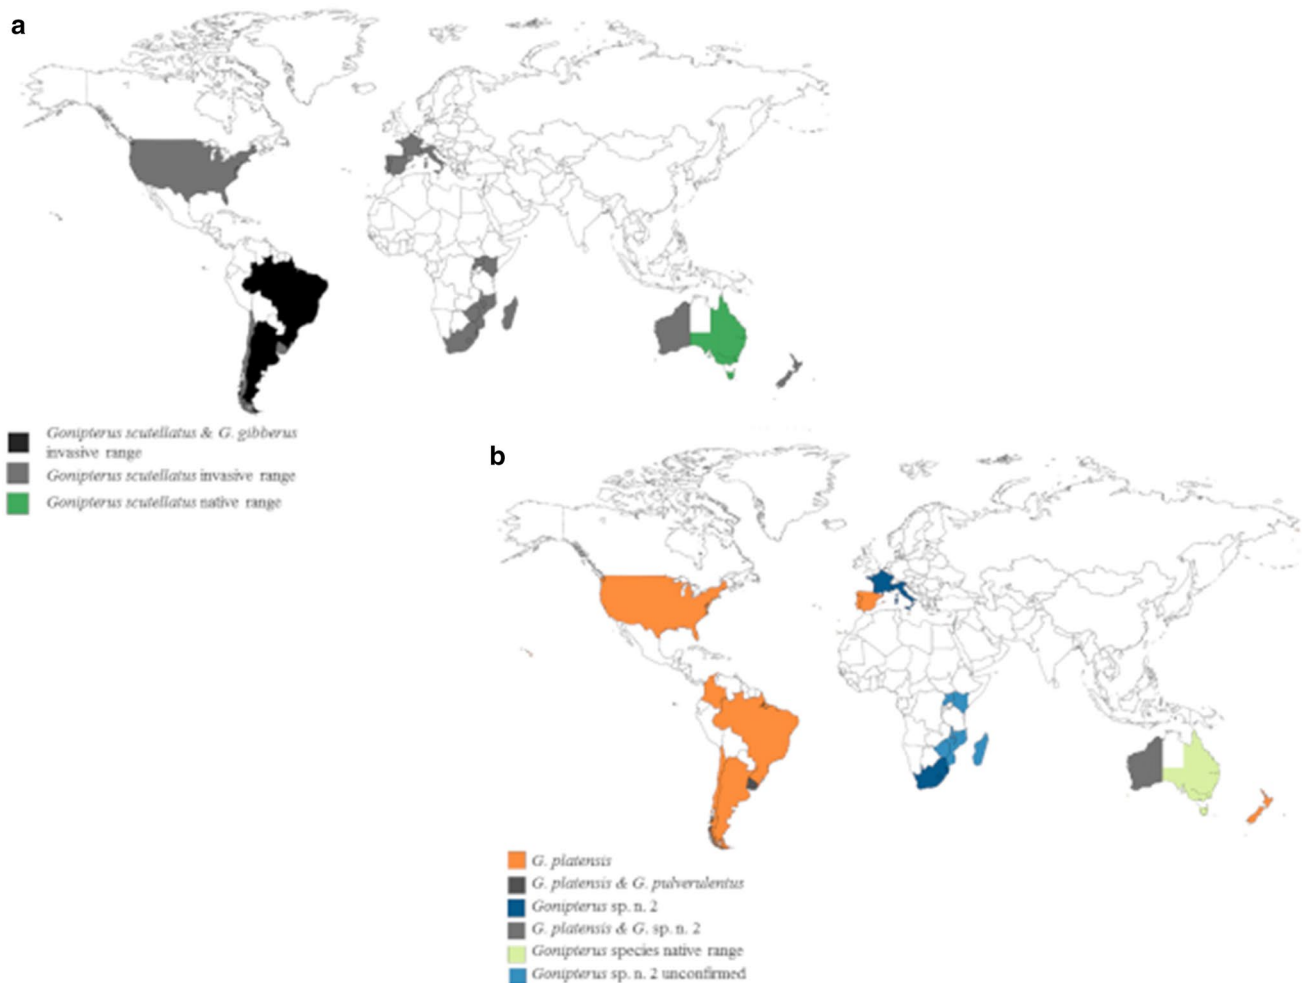 a
Gonipterus scutellatus & G. gibberus
invasive range
Gonipterus scutellatus invasive range
Gonipterus scutellatus native range
b
G. platensis
G. platensis & G. pulverulentus
Gonipterus sp. n. 2
G. platensis & G. sp. n. 2
Gonipterus species native range
Gonipterus sp. n. 2 unconfirmed